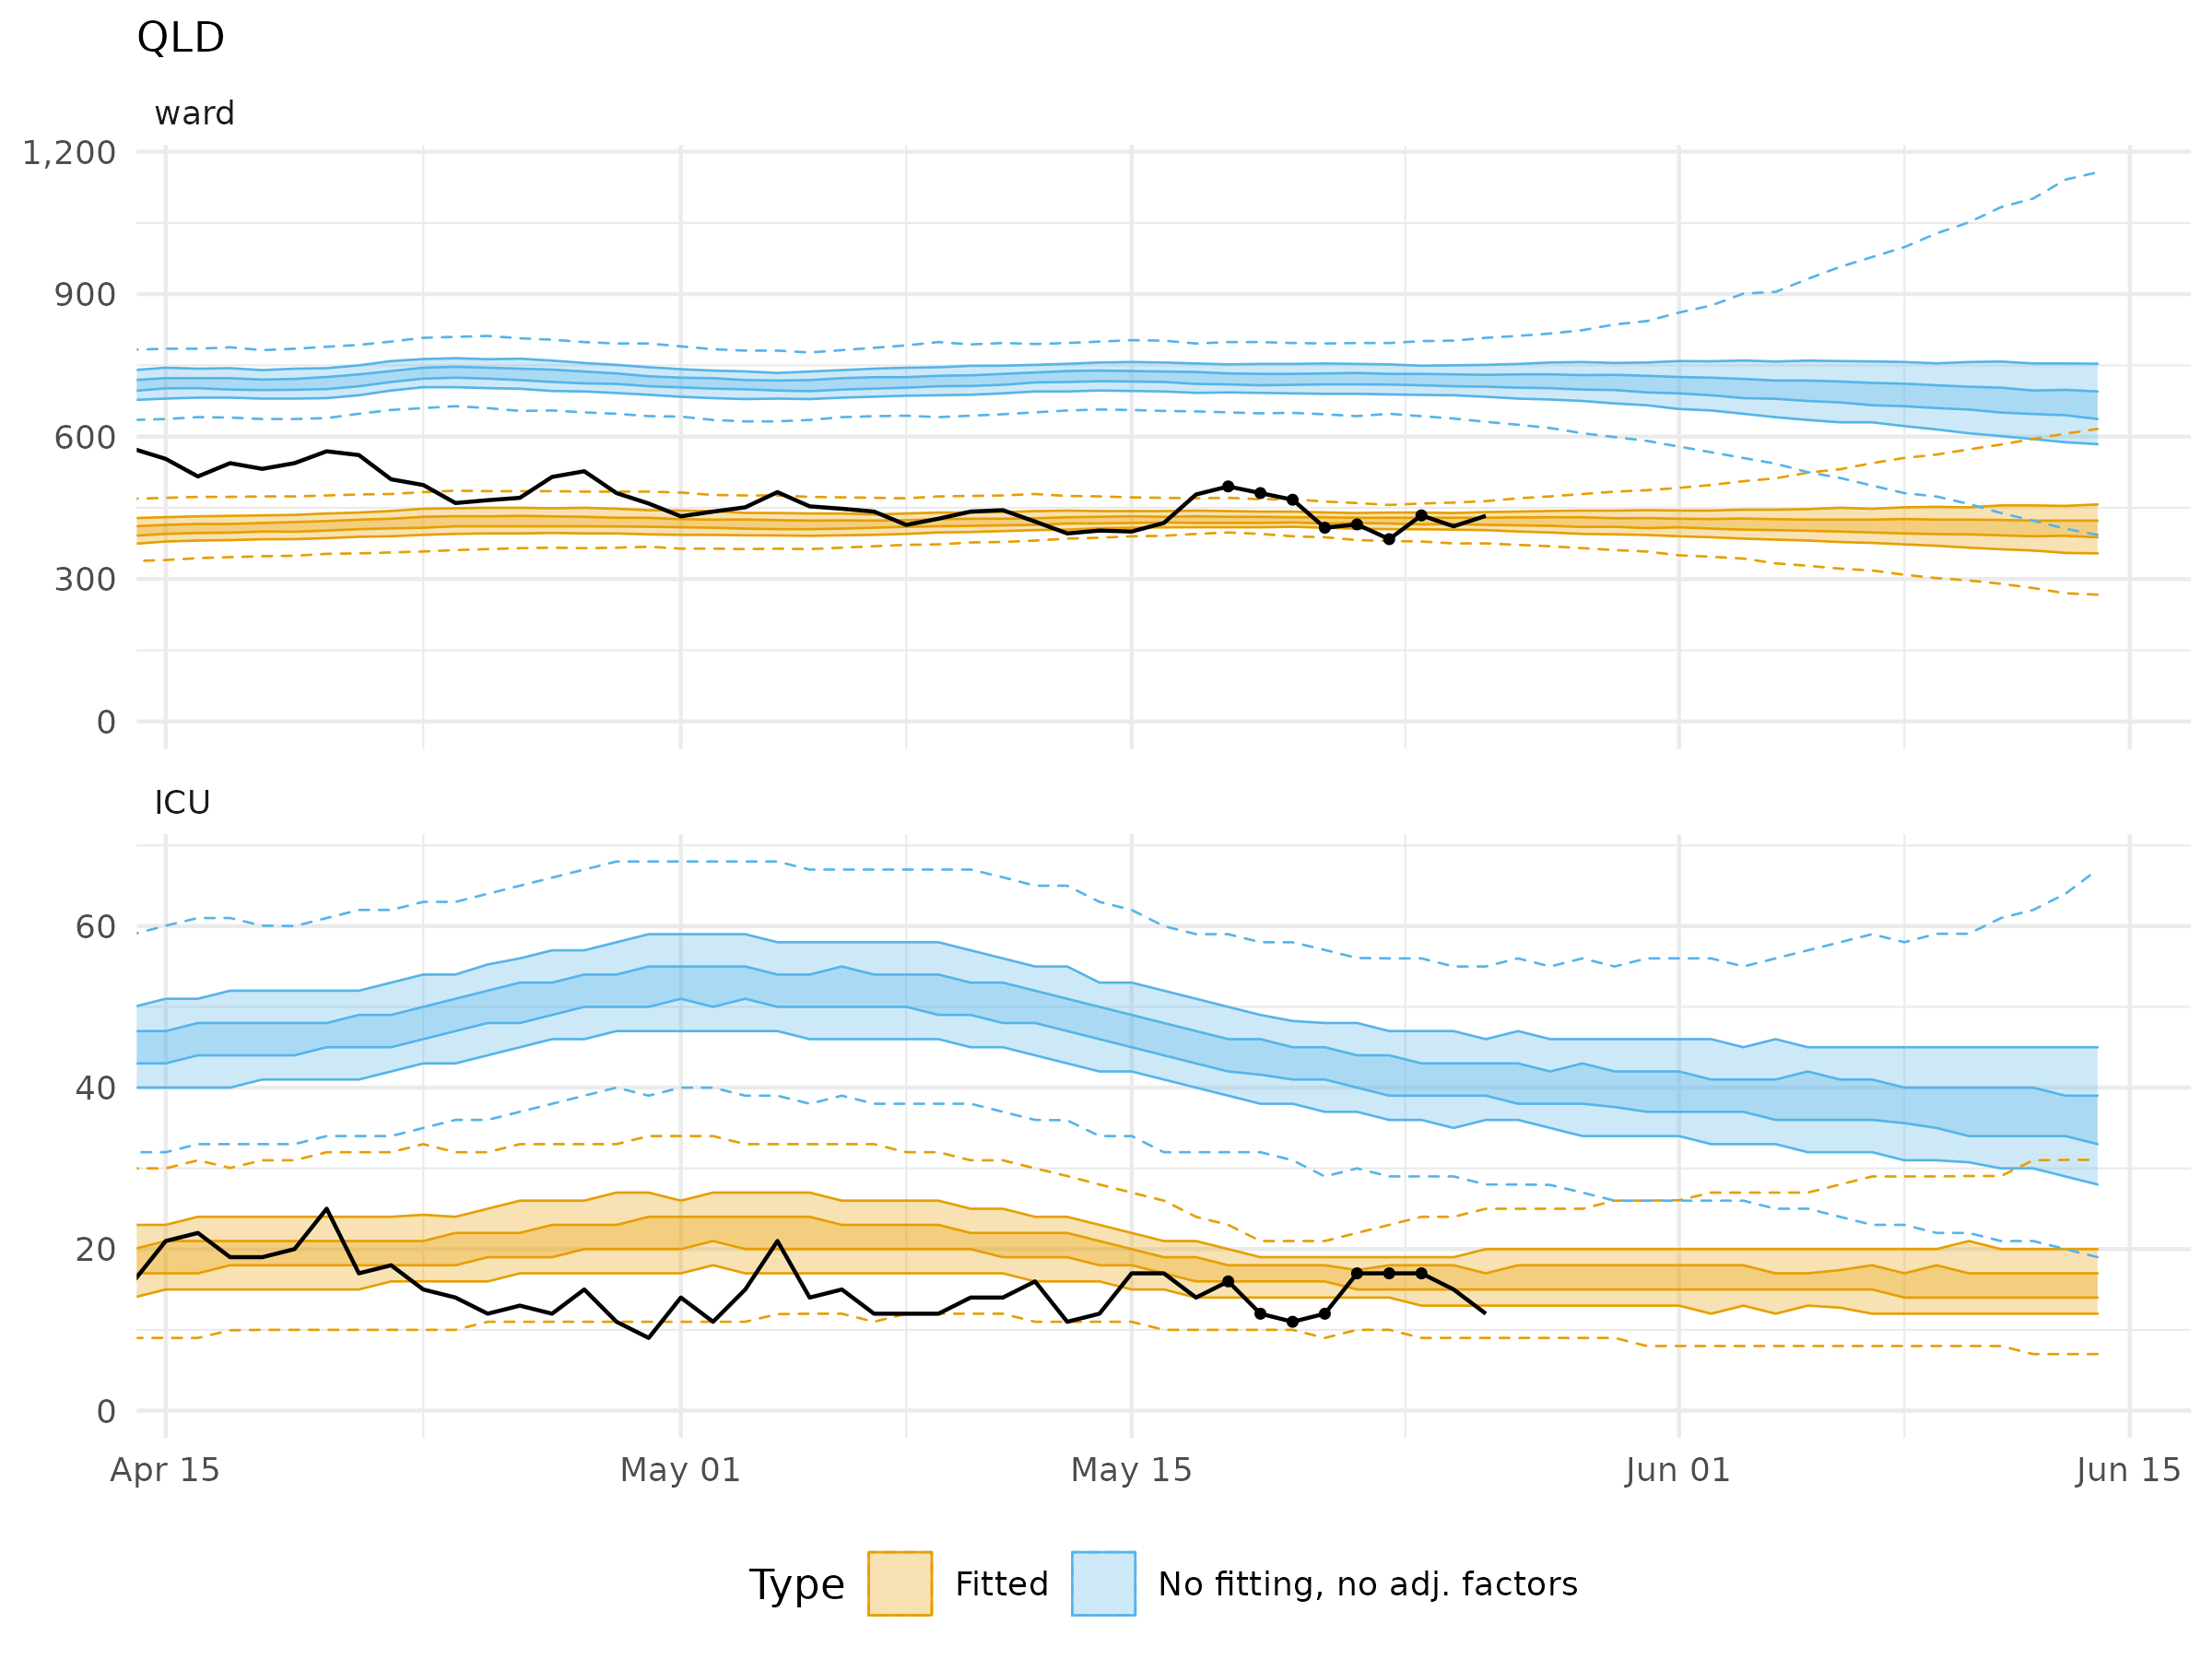 QLD
ward
1,200
900
600
300
0
ICU
60
40
20
0
Apr 15 May 01 May 15 Jun 01 Jun 15
Type Fitted No fitting, no adj. factors